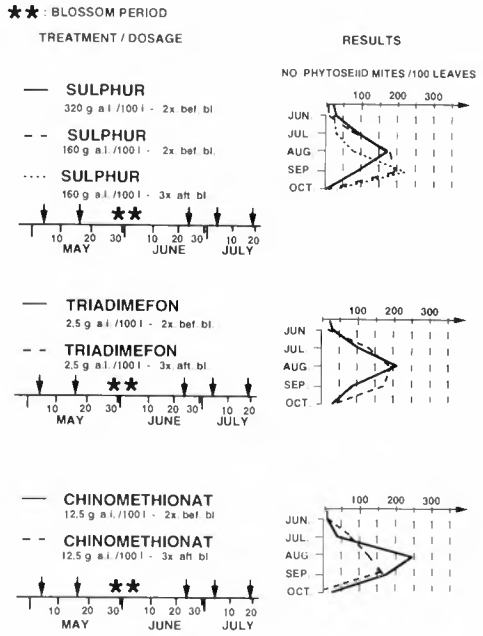 ★★ : BLOSSOM PERIOD
TREATMENT / DOSAGE
RESULTS
NO PHYTOSEIID MITES /100 LEAVES
SULPHUR
320 g a.i. /100 l - 2x. bef. bl.
SULPHUR
160 g a.i. /100 l - 2x. bef. bl.
SULPHUR
160 g a.i. /100 l - 3x aft. bl
★★
10 20 30 10 20 30 10 20
MAY JUNE JULY
100 200 300
JUN.
JUL.
AUG.
SEP.
OCT.
TRIADIMEFON
2,5 g a.i. /100 l - 2x. bef. bl.
TRIADIMEFON
2,5 g a.i. /100 l - 3x aft. bl.
★★
10 20 30 10 20 30 10 20
MAY JUNE JULY
100 200 300
JUN.
JUL.
AUG.
SEP.
OCT.
CHINOMETHIONAT
12,5 g a.i. /100 l - 2x. bef. bl
CHINOMETHIONAT
12,5 g a.i. /100 l - 3x aft. bl
★★
10 20 30 10 20 30 10 20
MAY JUNE JULY
100 200 300
JUN.
JUL.
AUG.
SEP.
OCT.